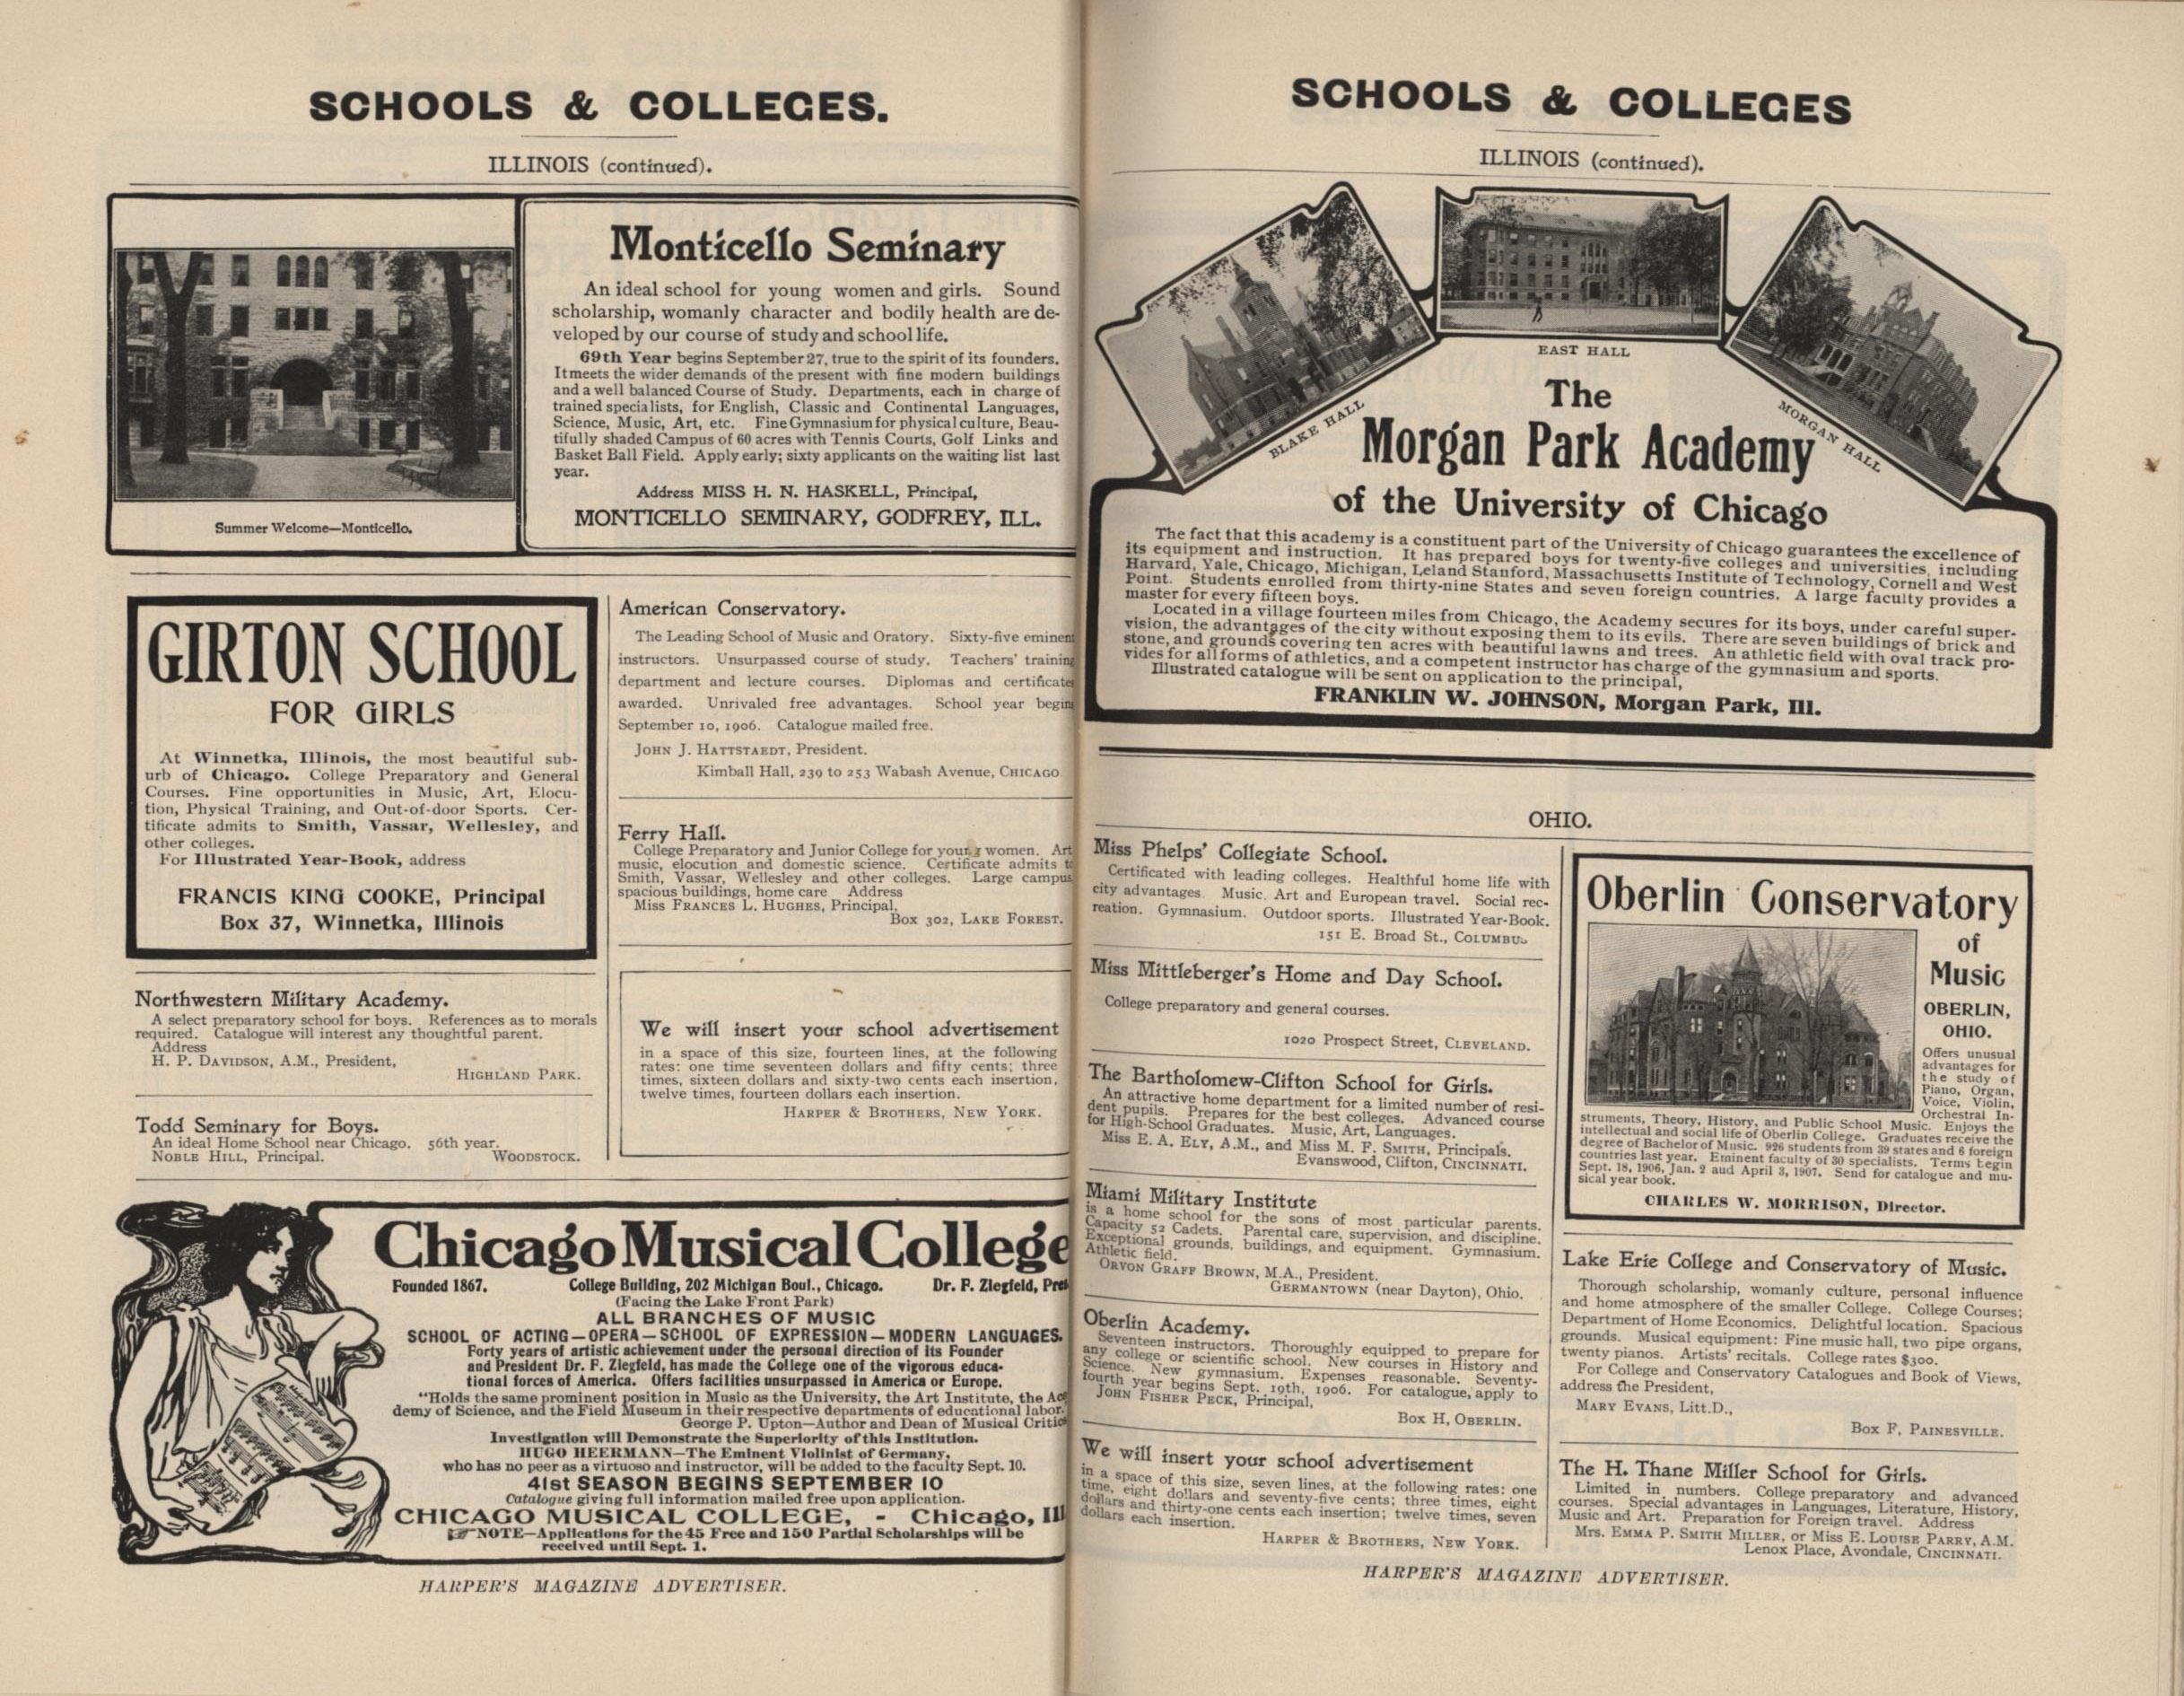 SCHOOLS & COLLEGES.
ILLINOIS (continued).
Summer Welcome—Monticello.
Monticello Seminary
An ideal school for young women and girls. Sound
scholarship, womanly character and bodily health are de-
veloped by our course of study and school life.
69th Year begins September 27, true to the spirit of its founders.
It meets the wider demands of the present with fine modern buildings
and a well balanced Course of Study. Departments, each in charge of
trained specialists, for English, Classic and Continental Languages,
Science, Music, Art, etc. Fine Gymnasium for physical culture, Beau-
tifully shaded Campus of 60 acres with Tennis Courts, Golf Links and
Basket Ball Field. Apply early; sixty applicants on the waiting list last
year.
Address MISS H. N. HASKELL, Principal,
MONTICELLO SEMINARY, GODFREY, ILL.
GIRTON SCHOOL
FOR GIRLS
At Winnetka, Illinois, the most beautiful sub-
urb of Chicago. College Preparatory and General
Courses. Fine opportunities in Music, Art, Elocu-
tion, Physical Training, and Out-of-door Sports. Cer-
tificate admits to Smith, Vassar, Wellesley, and
other colleges.
For Illustrated Year-Book, address
FRANCIS KING COOKE, Principal
Box 37, Winnetka, Illinois
Northwestern Military Academy.
A select preparatory school for boys. References as to morals
required. Catalogue will interest any thoughtful parent.
Address
H. P. DAVIDSON, A.M., President,
HIGHLAND PARK.
Todd Seminary for Boys.
An ideal Home School near Chicago. 56th year.
NOBLE HILL, Principal. WOODSTOCK.
American Conservatory.
The Leading School of Music and Oratory. Sixty-five eminent
instructors. Unsurpassed course of study. Teachers' training
department and lecture courses. Diplomas and certificates
awarded. Unrivaled free advantages. School year begins
September 10, 1906. Catalogue mailed free.
JOHN J. HATTSTAEDT, President.
Kimball Hall, 239 to 253 Wabash Avenue, CHICAGO
Ferry Hall.
College Preparatory and Junior College for young women. Art
music, elocution and domestic science. Certificate admits to
Smith, Vassar, Wellesley and other colleges. Large campus
spacious buildings, home care Address
Miss FRANCES L. HUGHES, Principal,
Box 302, LAKE FOREST.
We will insert your school advertisement
in a space of this size, fourteen lines, at the following
rates: one time seventeen dollars and fifty cents; three
times, sixteen dollars and sixty-two cents each insertion,
twelve times, fourteen dollars each insertion.
HARPER & BROTHERS, NEW YORK.
Chicago Musical College
Founded 1867. College Building, 202 Michigan Boul., Chicago. Dr. F. Ziegfeld, Pre
(Facing the Lake Front Park)
ALL BRANCHES OF MUSIC
SCHOOL OF ACTING—OPERA—SCHOOL OF EXPRESSION—MODERN LANGUAGES.
Forty years of artistic achievement under the personal direction of its Founder
and President Dr. F. Ziegfeld, has made the College one of the vigorous educa-
tional forces of America. Offers facilities unsurpassed in America or Europe.
"Holds the same prominent position in Music as the University, the Art Institute, the Ac
demy of Science, and the Field Museum in their respective departments of educational labor.
George P. Upton—Author and Dean of Musical Critic
Investigation will Demonstrate the Superiority of this Institution.
HUGO HEERMANN—The Eminent Violinist of Germany,
who has no peer as a virtuoso and instructor, will be added to the faculty Sept. 10.
41st SEASON BEGINS SEPTEMBER 10
Catalogue giving full information mailed free upon application.
CHICAGO MUSICAL COLLEGE, - Chicago, Ill
☞NOTE—Applications for the 45 Free and 150 Partial Scholarships will be
received until Sept. 1.
HARPER'S MAGAZINE ADVERTISER.
SCHOOLS & COLLEGES
ILLINOIS (continued).
BLAKE HALL
EAST HALL
MORGAN HALL
The
Morgan Park Academy
of the University of Chicago
The fact that this academy is a constituent part of the University of Chicago guarantees the excellence of
its equipment and instruction. It has prepared boys for twenty-five colleges and universities, including
Harvard, Yale, Chicago, Michigan, Leland Stanford, Massachusetts Institute of Technology, Cornell and West
Point. Students enrolled from thirty-nine States and seven foreign countries. A large faculty provides a
master for every fifteen boys.
Located in a village fourteen miles from Chicago, the Academy secures for its boys, under careful super-
vision, the advantages of the city without exposing them to its evils. There are seven buildings of brick and
stone, and grounds covering ten acres with beautiful lawns and trees. An athletic field with oval track pro-
vides for all forms of athletics, and a competent instructor has charge of the gymnasium and sports.
Illustrated catalogue will be sent on application to the principal,
FRANKLIN W. JOHNSON, Morgan Park, Ill.
OHIO.
Miss Phelps' Collegiate School.
Certificated with leading colleges. Healthful home life with
city advantages. Music, Art and European travel. Social rec-
reation. Gymnasium. Outdoor sports. Illustrated Year-Book.
151 E. Broad St., COLUMBUS
Miss Mittleberger's Home and Day School.
College preparatory and general courses.
1020 Prospect Street, CLEVELAND.
The Bartholomew-Clifton School for Girls.
An attractive home department for a limited number of resi-
dent pupils. Prepares for the best colleges. Advanced course
for High-School Graduates. Music, Art, Languages.
Miss E. A. ELY, A.M., and Miss M. F. SMITH, Principals.
Evanswood, Clifton, CINCINNATI.
Miami Military Institute
is a home school for the sons of most particular parents.
Capacity 52 Cadets. Parental care, supervision, and discipline.
Exceptional grounds, buildings, and equipment. Gymnasium.
Athletic field.
ORVON GRAFF BROWN, M.A., President.
GERMANTOWN (near Dayton), Ohio.
Oberlin Academy.
Seventeen instructors. Thoroughly equipped to prepare for
any college or scientific school. New courses in History and
Science. New gymnasium. Expenses reasonable. Seventy-
fourth year begins Sept. 19th, 1906. For catalogue, apply to
JOHN FISHER PECK, Principal,
Box H, OBERLIN.
We will insert your school advertisement
in a space of this size, seven lines, at the following rates: one
time, eight dollars and seventy-five cents; three times, eight
dollars and thirty-one cents each insertion; twelve times, seven
dollars each insertion.
HARPER & BROTHERS, NEW YORK.
Oberlin Conservatory
of
Music
OBERLIN,
OHIO.
Offers unusual
advantages for
the study of
Piano, Organ,
Voice, Violin,
Orchestral In-
struments, Theory, History, and Public School Music. Enjoys the
intellectual and social life of Oberlin College. Graduates receive the
degree of Bachelor of Music. 926 students from 39 states and 6 foreign
countries last year. Eminent faculty of 30 specialists. Terms begin
Sept. 18, 1906, Jan. 2 aud April 3, 1907. Send for catalogue and mu-
sical year book.
CHARLES W. MORRISON, Director.
Lake Erie College and Conservatory of Music.
Thorough scholarship, womanly culture, personal influence
and home atmosphere of the smaller College. College Courses;
Department of Home Economics. Delightful location. Spacious
grounds. Musical equipment: Fine music hall, two pipe organs,
twenty pianos. Artists' recitals. College rates $300.
For College and Conservatory Catalogues and Book of Views,
address the President,
MARY EVANS, Litt.D.,
Box F, PAINESVILLE.
The H. Thane Miller School for Girls.
Limited in numbers. College preparatory and advanced
courses. Special advantages in Languages, Literature, History,
Music and Art. Preparation for Foreign travel. Address
Mrs. EMMA P. SMITH MILLER, or Miss E. LOUISE PARRY, A.M.
Lenox Place, Avondale, CINCINNATI.
HARPER'S MAGAZINE ADVERTISER.